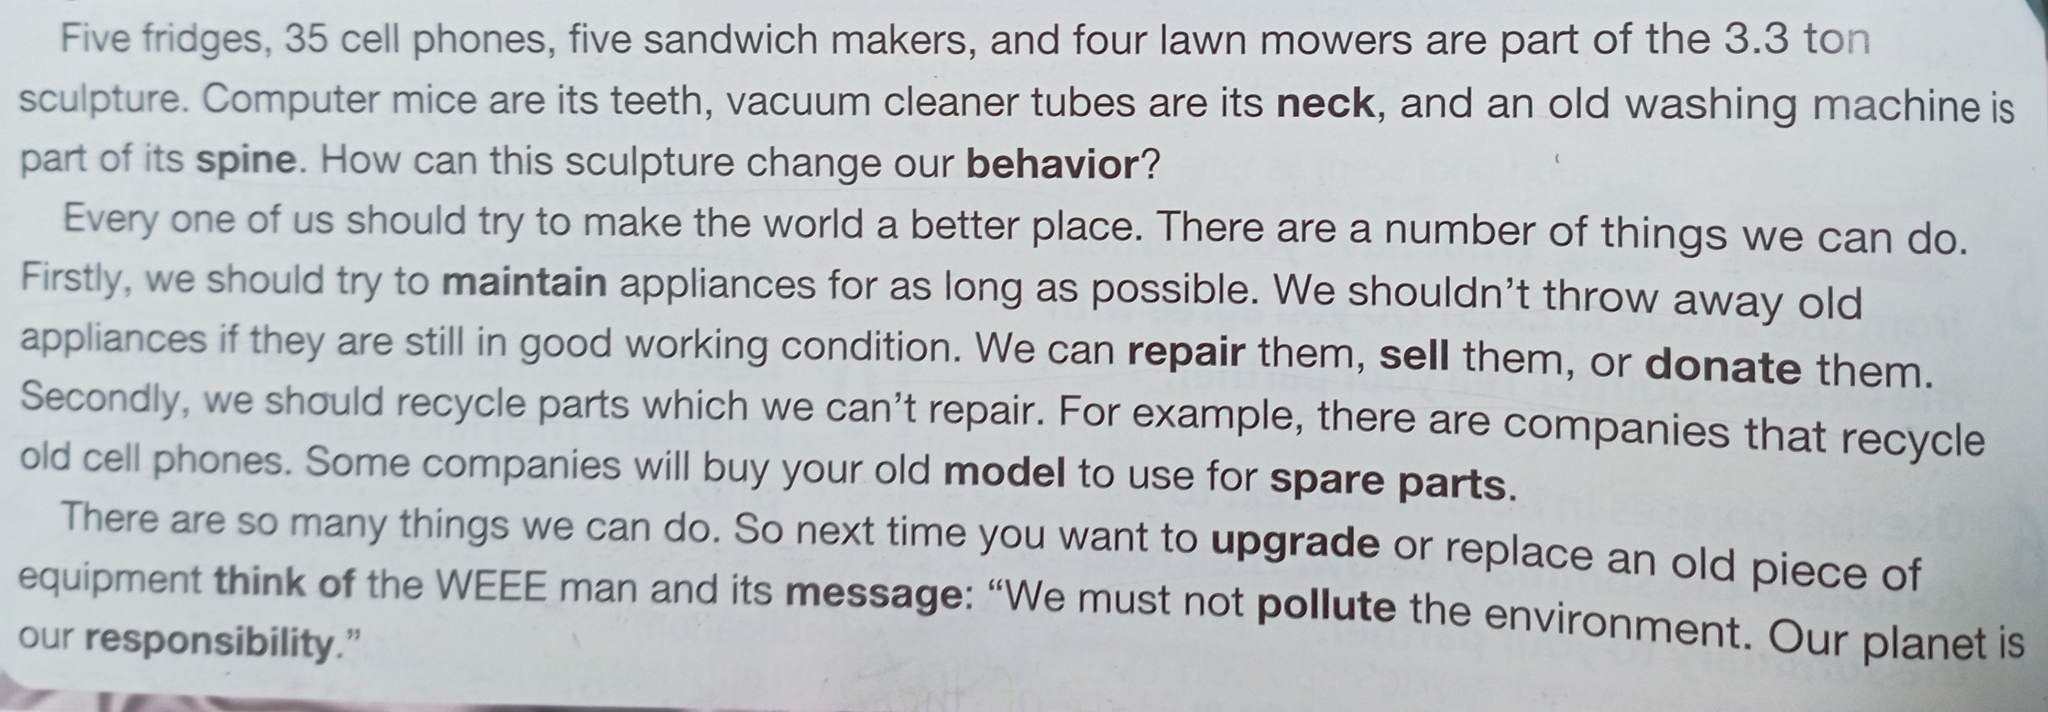 Five fridges, 35 cell phones, five sandwich makers, and four lawn mowers are part of the 3.3 ton
sculpture. Computer mice are its teeth, vacuum cleaner tubes are its neck, and an old washing machine is
part of its spine. How can this sculpture change our behavior?
Every one of us should try to make the world a better place. There are a number of things we can do.
Firstly, we should try to maintain appliances for as long as possible. We shouldn't throw away old
appliances if they are still in good working condition. We can repair them, sell them, or donate them.
Secondly, we should recycle parts which we can't repair. For example, there are companies that recycle
old cell phones. Some companies will buy your old model to use for spare parts.
There are so many things we can do. So next time you want to upgrade or replace an old piece of
equipment think of the WEEE man and its message: “We must not pollute the environment. Our planet is
our responsibility.”